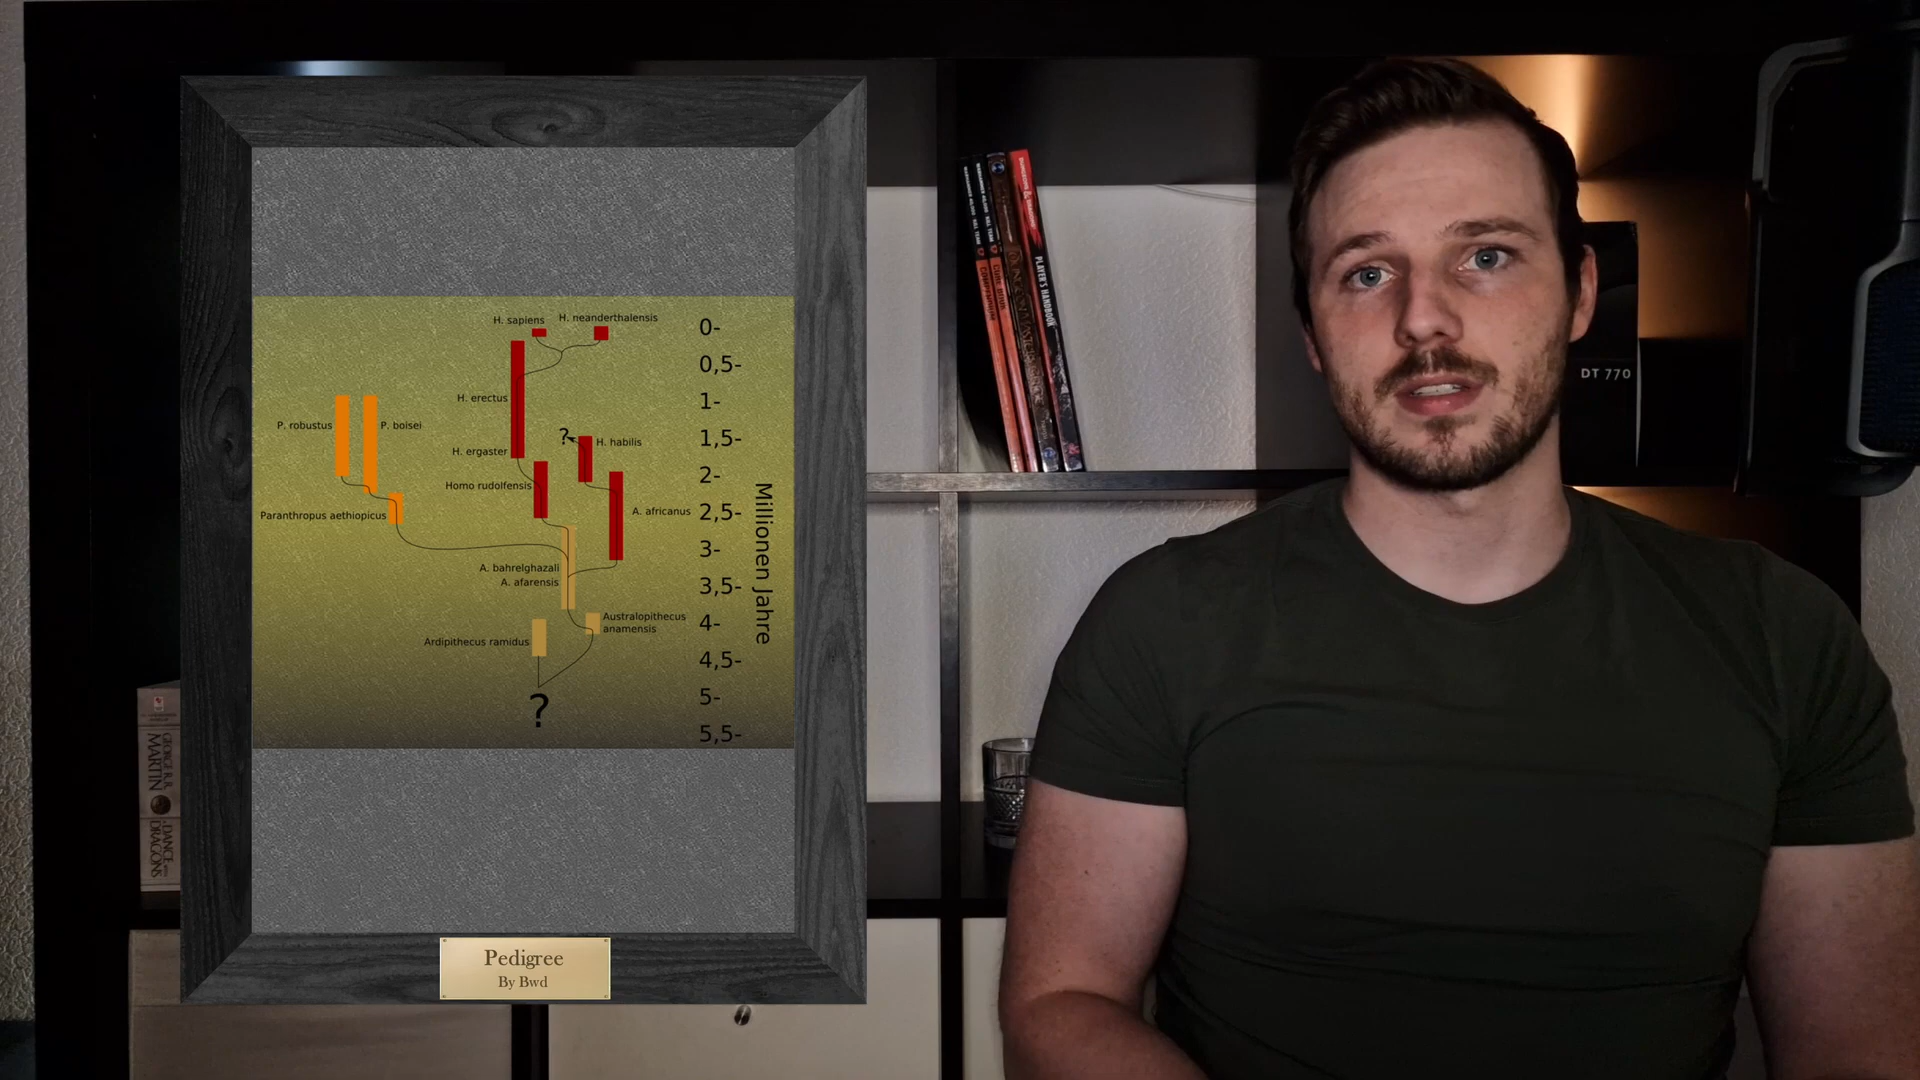 H. sapiens
H. neanderthalensis
H. erectus
P. robustus
P. boisei
?
H. habilis
H. ergaster
Homo rudolfensis
A. africanus
Paranthropus aethiopicus
A. bahrelghazali
A. afarensis
Australopithecus
anamensis
Ardipithecus ramidus
?
0-
0,5-
1-
1,5-
2-
2,5-
3-
3,5-
4-
4,5-
5-
5,5-
Millionen Jahre
Pedigree
By Bwd
PLAYER'S HANDBOOK
DUNGEONS & DRAGONS
DT 770
GEORGE R.R.
MARTIN
A DANCE
DRAGONS